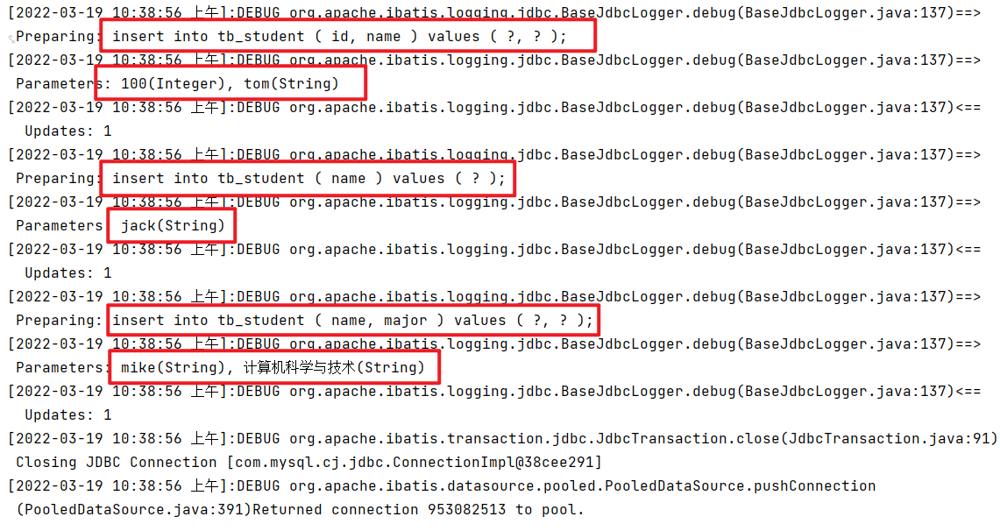 [2022-03-19 10:38:56 上午]:DEBUG org.apache.ibatis.logging.jdbc.BaseJdbcLogger.debug(BaseJdbcLogger.java:137)==>
Preparing: insert into tb_student ( id, name ) values ( ?, ? );
[2022-03-19 10:38:56 上午]:DEBUG org.apache.ibatis.logging.jdbc.BaseJdbcLogger.debug(BaseJdbcLogger.java:137)==>
Parameters: 100(Integer), tom(String)
[2022-03-19 10:38:56 上午]:DEBUG org.apache.ibatis.logging.jdbc.BaseJdbcLogger.debug(BaseJdbcLogger.java:137)<==
Updates: 1
[2022-03-19 10:38:56 上午]:DEBUG org.apache.ibatis.logging.jdbc.BaseJdbcLogger.debug(BaseJdbcLogger.java:137)==>
Preparing: insert into tb_student ( name ) values ( ? );
[2022-03-19 10:38:56 上午]:DEBUG org.apache.ibatis.logging.jdbc.BaseJdbcLogger.debug(BaseJdbcLogger.java:137)==>
Parameters: jack(String)
[2022-03-19 10:38:56 上午]:DEBUG org.apache.ibatis.logging.jdbc.BaseJdbcLogger.debug(BaseJdbcLogger.java:137)<==
Updates: 1
[2022-03-19 10:38:56 上午]:DEBUG org.apache.ibatis.logging.jdbc.BaseJdbcLogger.debug(BaseJdbcLogger.java:137)==>
Preparing: insert into tb_student ( name, major ) values ( ?, ? );
[2022-03-19 10:38:56 上午]:DEBUG org.apache.ibatis.logging.jdbc.BaseJdbcLogger.debug(BaseJdbcLogger.java:137)==>
Parameters: mike(String), 计算机科学与技术(String)
[2022-03-19 10:38:56 上午]:DEBUG org.apache.ibatis.logging.jdbc.BaseJdbcLogger.debug(BaseJdbcLogger.java:137)<==
Updates: 1
[2022-03-19 10:38:56 上午]:DEBUG org.apache.ibatis.transaction.jdbc.JdbcTransaction.close(JdbcTransaction.java:91)
Closing JDBC Connection [com.mysql.cj.jdbc.ConnectionImpl@38cee291]
[2022-03-19 10:38:56 上午]:DEBUG org.apache.ibatis.datasource.pooled.PooledDataSource.pushConnection
(PooledDataSource.java:391)Returned connection 953082513 to pool.